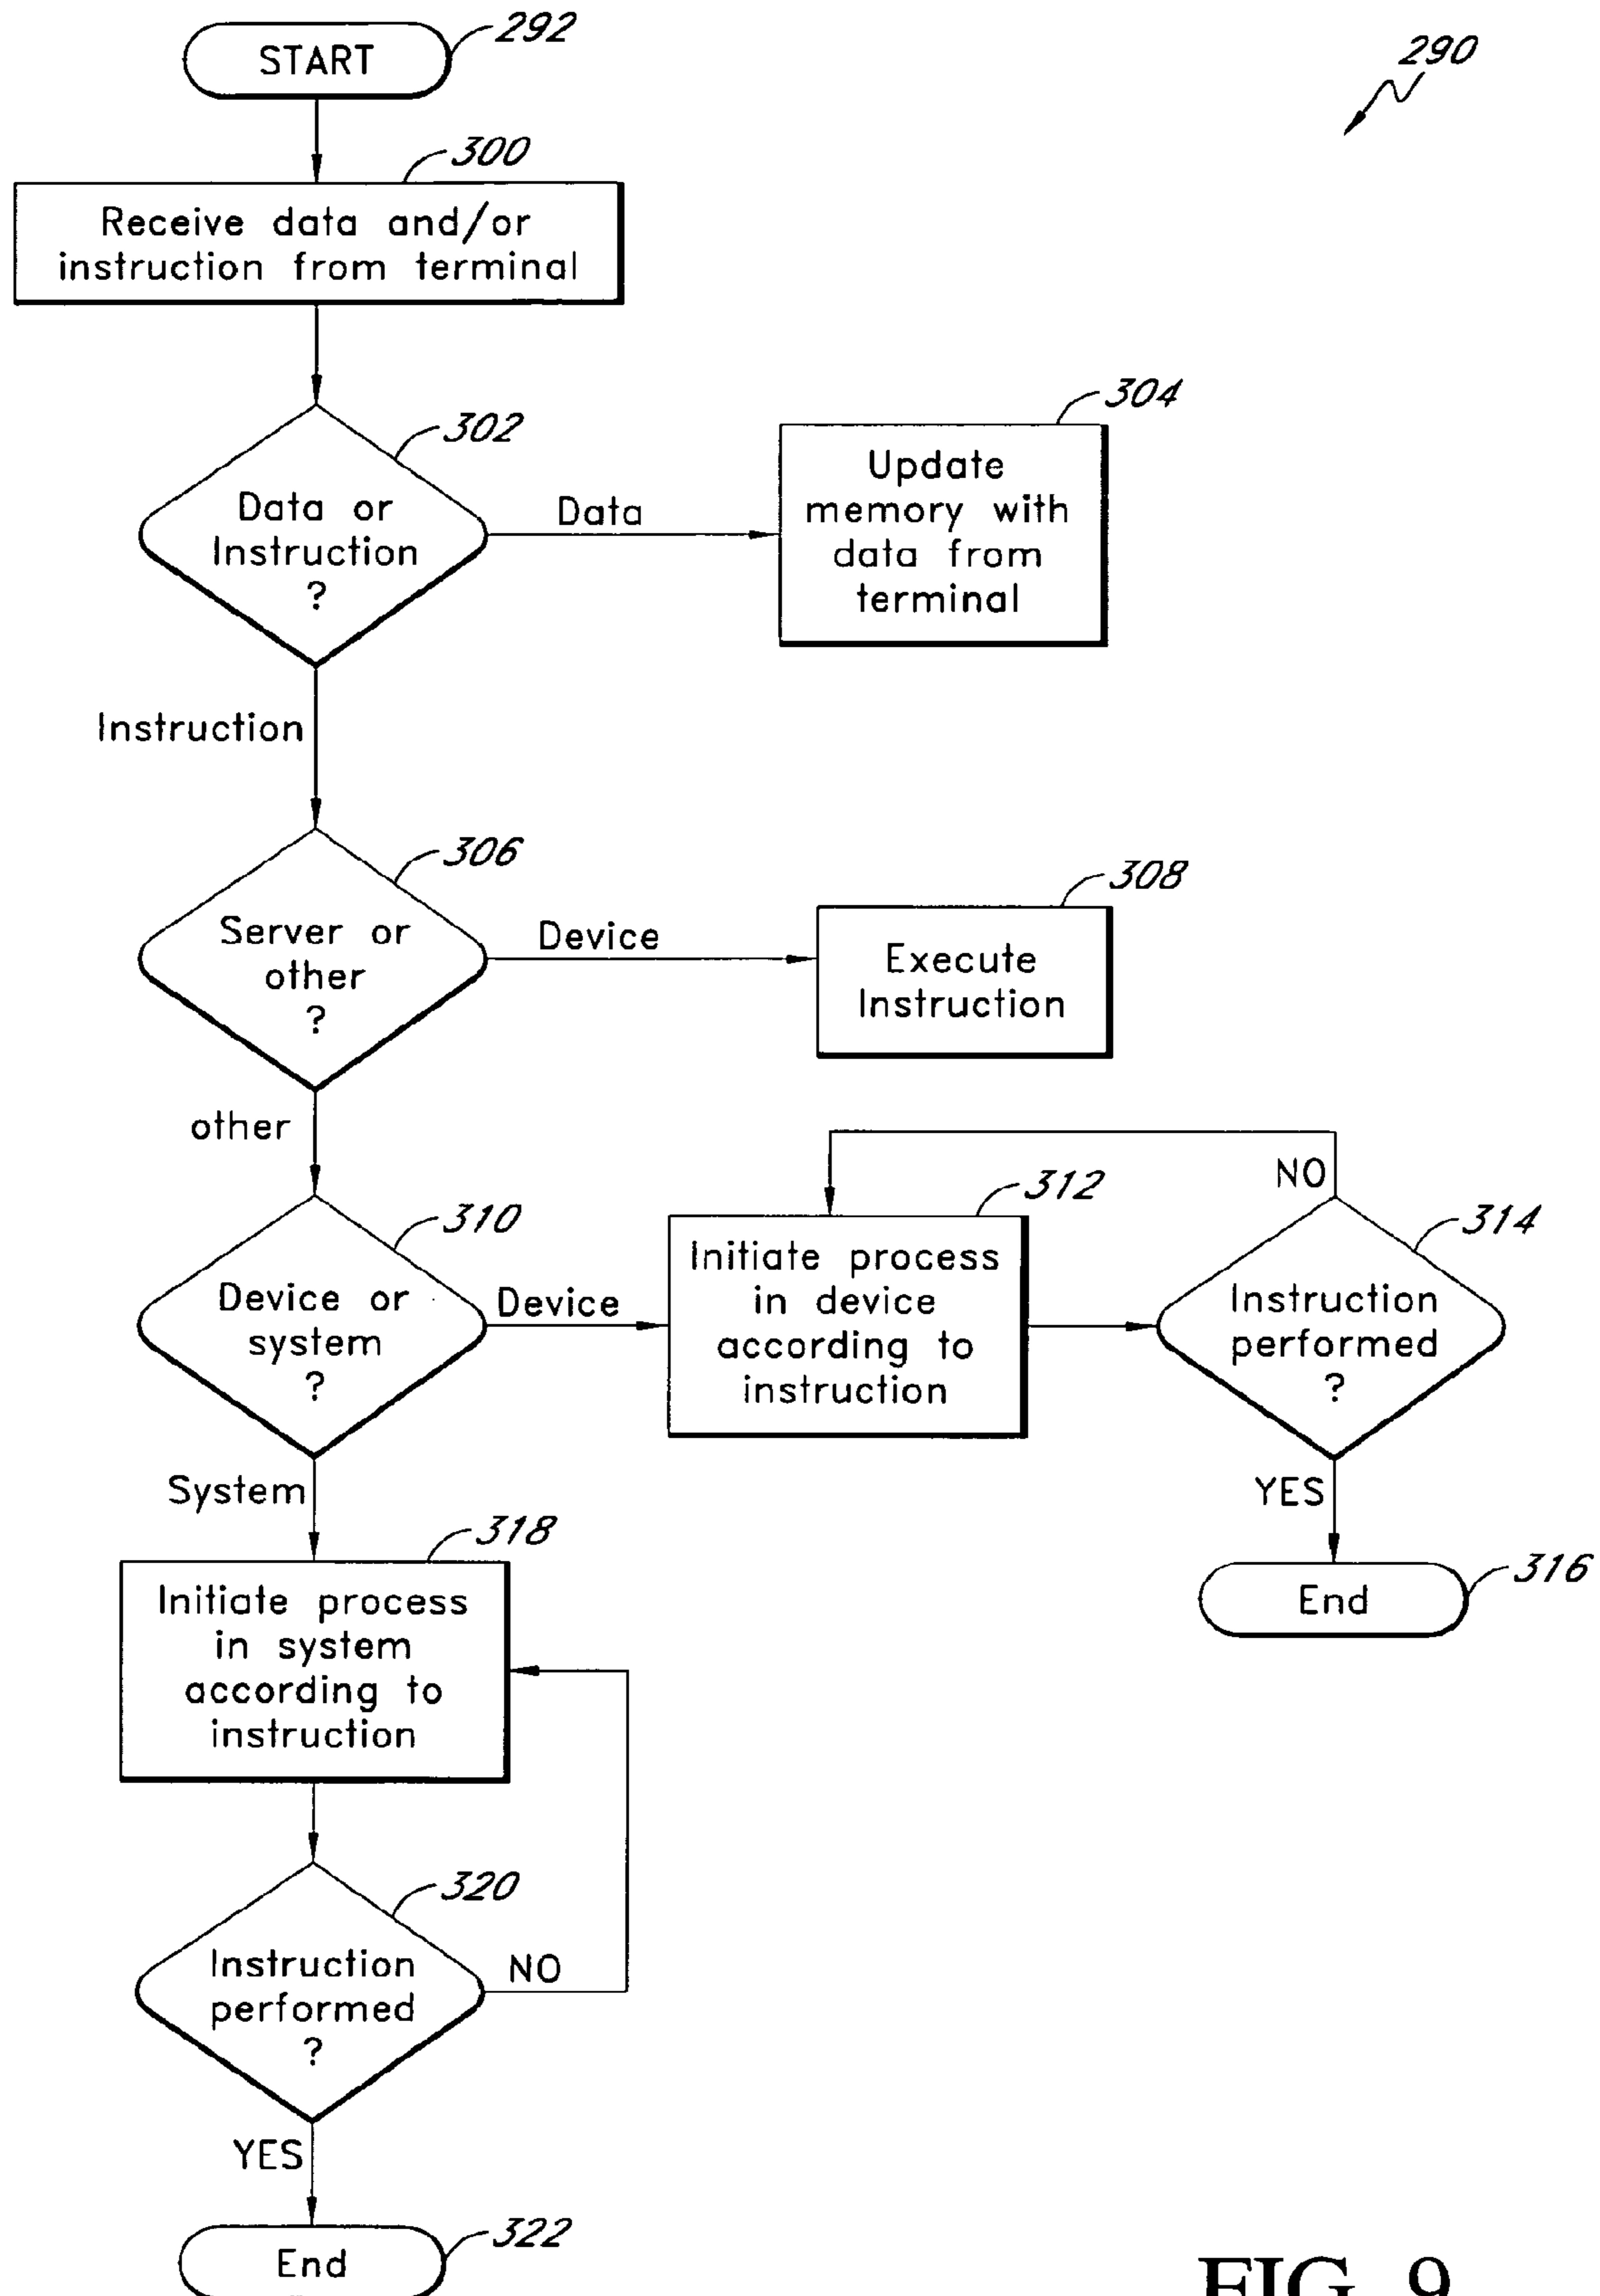 START
292
290
300
Receive data and/or
instruction from terminal
302
Data or
Instruction
?
Data
304
Update
memory with
data from
terminal
Instruction
306
Server or
other
?
Device
308
Execute
Instruction
other
310
Device or
system
?
Device
312
Initiate process
in device
according to
instruction
NO
314
Instruction
performed
?
YES
316
End
System
318
Initiate process
in system
according to
instruction
320
Instruction
performed
?
NO
YES
322
End
FIG. 9